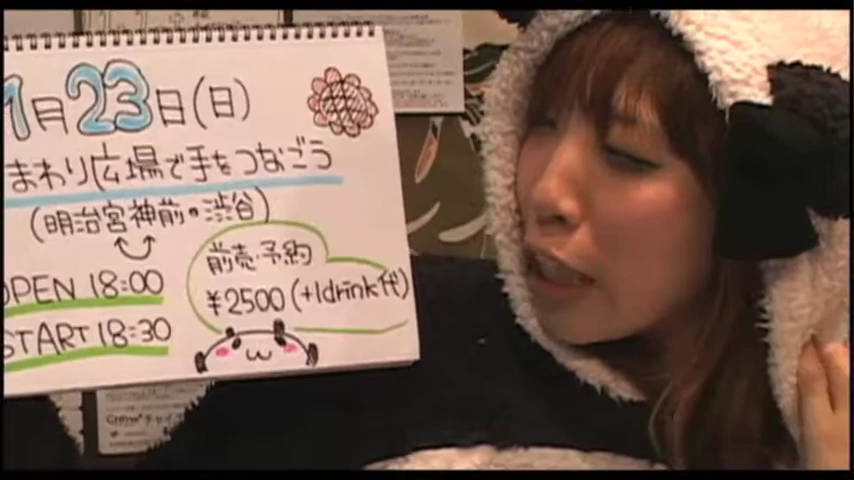 1月23日(日)
まわり広場で手をつなごう
(明治宮神前・渋谷)
OPEN 18:00
START 18:30
前売・予約
¥2500(+1drink代)